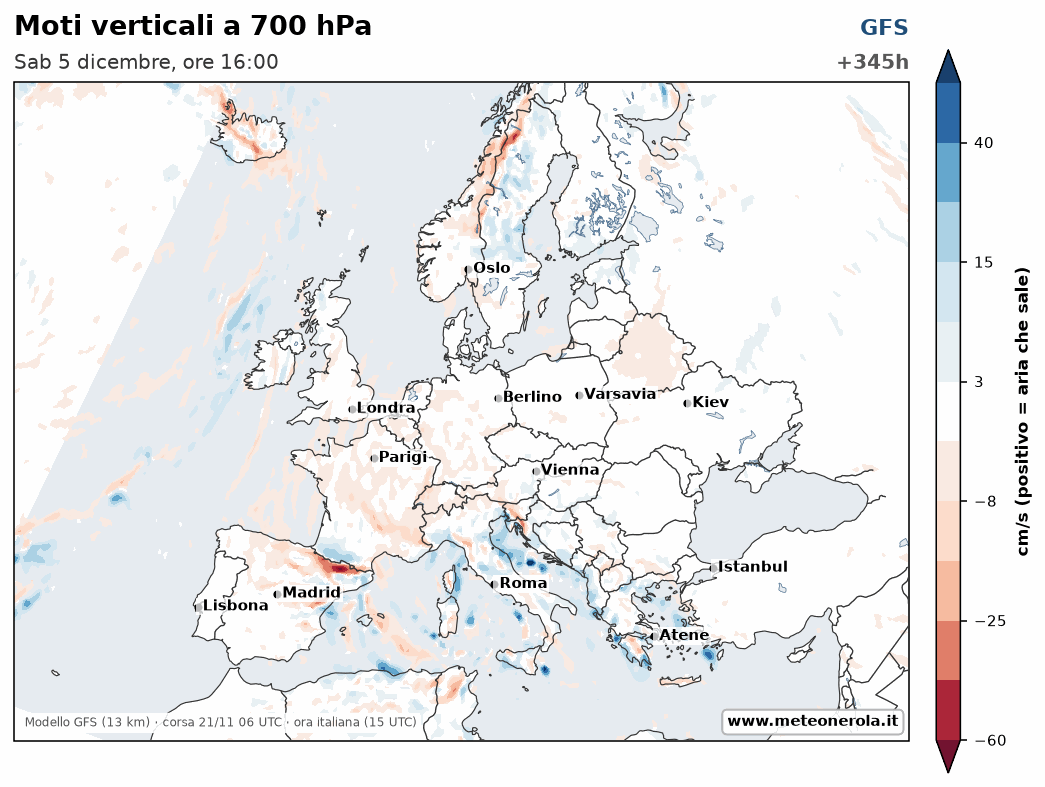 Moti verticali a 700 hPa
GFS
Sab 5 dicembre, ore 16:00
+345h
40
15
3
−8
−25
−60
cm/s (positivo = aria che sale)
Oslo
Berlino
Varsavia
Kiev
Londra
Parigi
Vienna
Istanbul
Roma
Madrid
Lisbona
Atene
Modello GFS (13 km) · corsa 21/11 06 UTC · ora italiana (15 UTC)
www.meteonerola.it